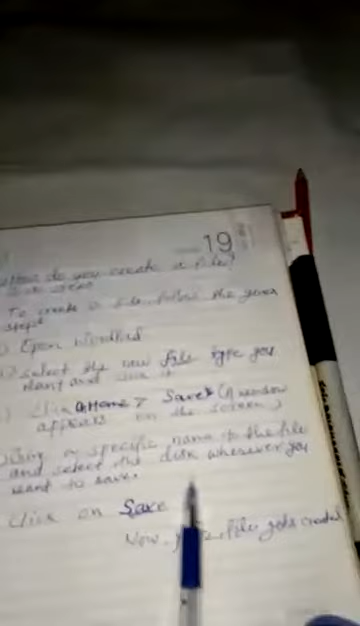 19
How do you create a file?
To create a file follow the given
steps
Open WordPad
Select the new file type you
want and click it
Click Home > Save (A window
appears on the screen)
Give a specific name to the file
and select the disk wherever you
want to save.
Click on Save
Now, your file gets created